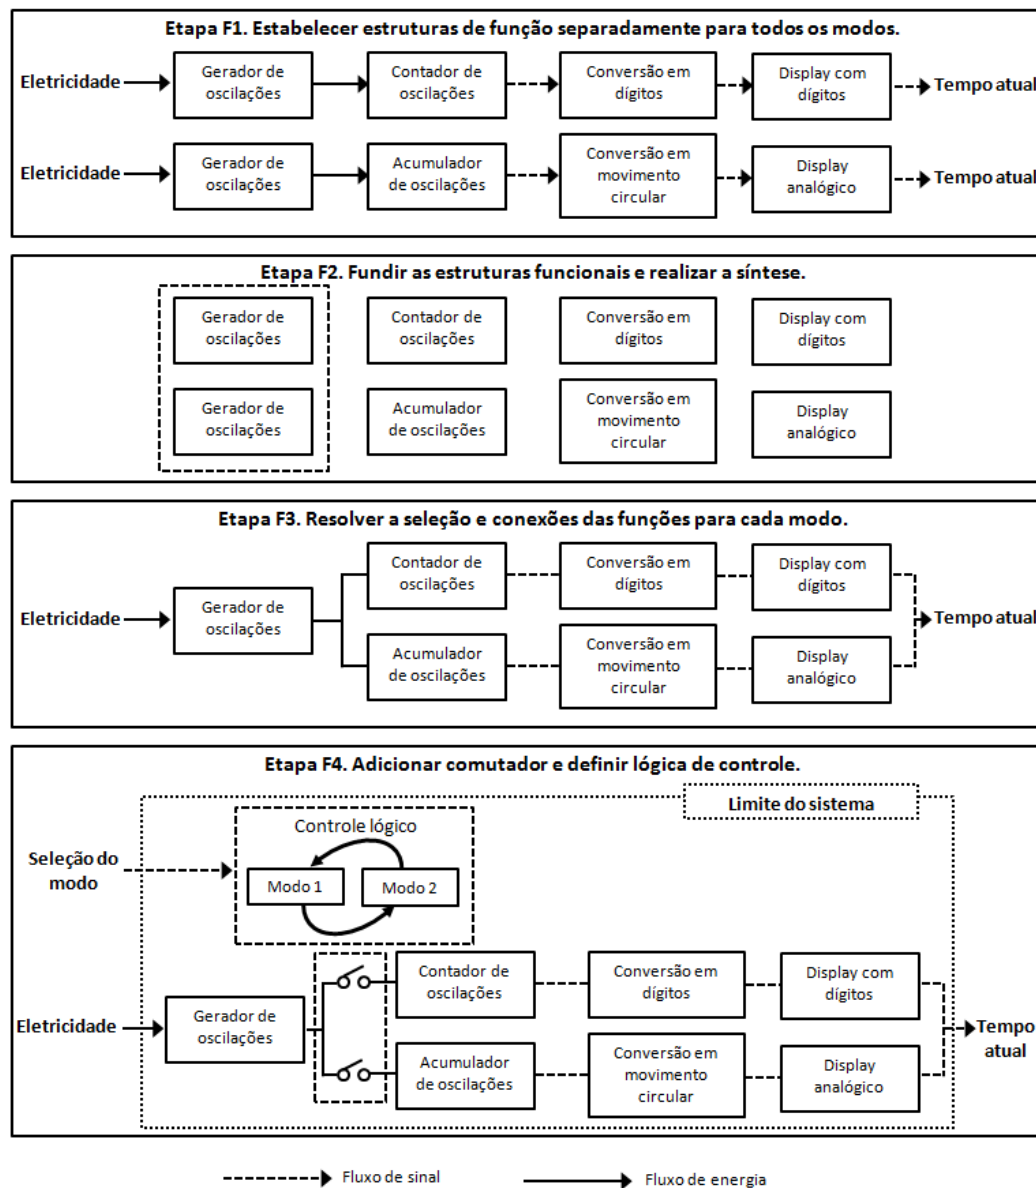 Etapa F1. Estabelecer estruturas de função separadamente para todos os modos.
Eletricidade
Gerador de
oscilações
Contador de
oscilações
Conversão em
dígitos
Display com
dígitos
Tempo atual
Eletricidade
Gerador de
oscilações
Acumulador
de oscilações
Conversão em
movimento
circular
Display
analógico
Tempo atual
Etapa F2. Fundir as estruturas funcionais e realizar a síntese.
Gerador de
oscilações
Contador de
oscilações
Conversão em
dígitos
Display com
dígitos
Gerador de
oscilações
Acumulador
de oscilações
Conversão em
movimento
circular
Display
analógico
Etapa F3. Resolver a seleção e conexões das funções para cada modo.
Eletricidade
Gerador de
oscilações
Contador de
oscilações
Conversão em
dígitos
Display com
dígitos
Acumulador
de oscilações
Conversão em
movimento
circular
Display
analógico
Tempo atual
Etapa F4. Adicionar comutador e definir lógica de controle.
Limite do sistema
Controle lógico
Seleção do
modo
Modo 1
Modo 2
Eletricidade
Gerador de
oscilações
Contador de
oscilações
Conversão em
dígitos
Display com
dígitos
Acumulador
de oscilações
Conversão em
movimento
circular
Display
analógico
Tempo
atual
Fluxo de sinal
Fluxo de energia